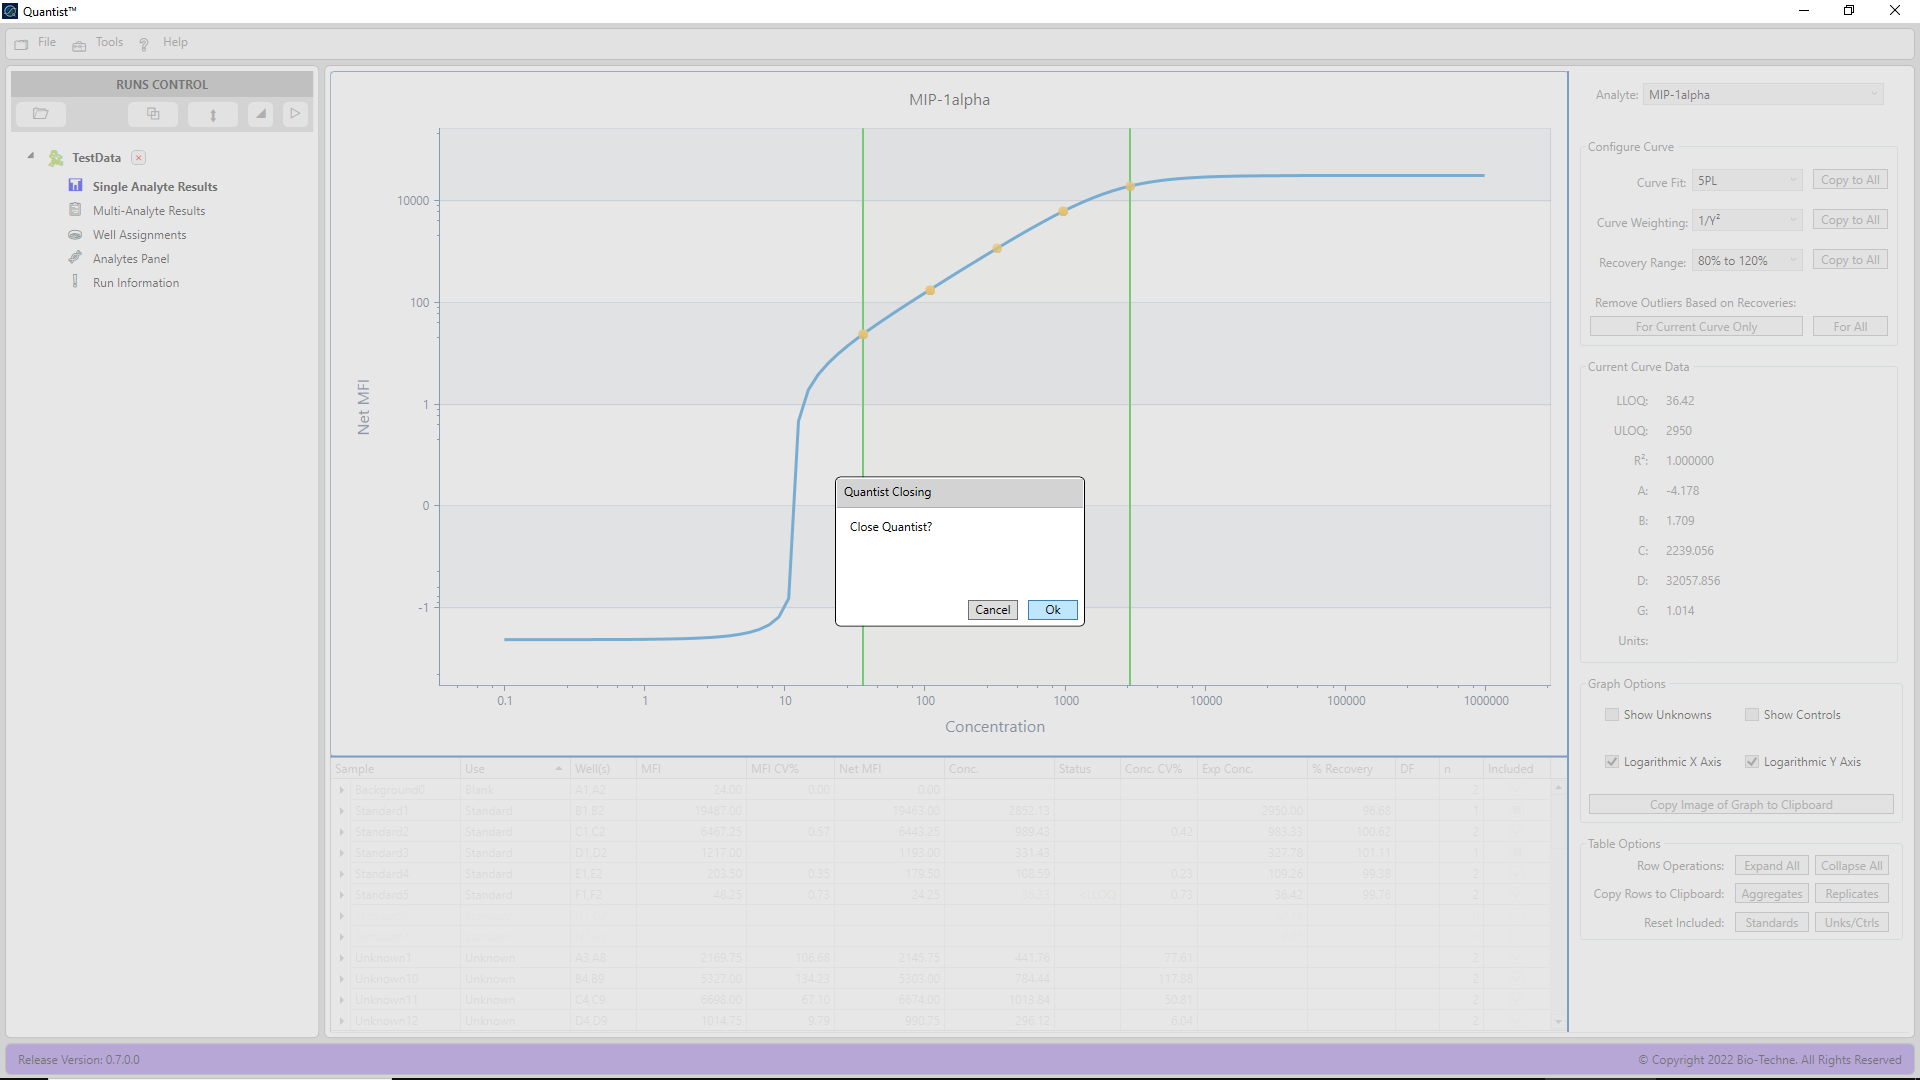 Quantist™
File Tools Help
RUNS CONTROL
TestData
Single Analyte Results
Multi-Analyte Results
Well Assignments
Analytes Panel
Run Information
MIP-1alpha
10000
100
1
0
-1
Net MFI
0.1 1 10 100 1000 10000 100000 1000000
Concentration
Quantist Closing
Close Quantist?
Cancel Ok
Sample Use Well(s) MFI MFI CV% Net MFI Conc. Status Conc. CV% Exp Conc. % Recovery DF n Included
Background0 Blank A1,A2 24.00 0.00 0.00 2
Standard1 Standard B1,B2 19487.00 19463.00 2852.13 2950.00 96.68 1
Standard2 Standard C1,C2 6467.25 0.57 6443.25 989.43 0.42 983.33 100.62 2
Standard3 Standard D1,D2 1217.00 1193.00 331.43 327.78 101.11 1
Standard4 Standard E1,E2 203.50 0.35 179.50 108.59 0.23 109.26 99.38 2
Standard5 Standard F1,F2 48.25 0.73 24.25 0.73 36.42 99.76 2
Unknown1 Unknown A3,A8 2169.75 106.68 2145.75 441.76 77.61 2
Unknown10 Unknown B4,B9 5327.00 134.23 5303.00 784.44 117.88 2
Unknown11 Unknown C4,C9 6698.00 67.10 6674.00 1013.84 50.81 2
Unknown12 Unknown D4,D9 1014.75 9.79 990.75 296.12 6.04 2
Analyte: MIP-1alpha
Configure Curve
Curve Fit: 5PL Copy to All
Curve Weighting: 1/Y² Copy to All
Recovery Range: 80% to 120% Copy to All
Remove Outliers Based on Recoveries:
For Current Curve Only For All
Current Curve Data
LLOQ: 36.42
ULOQ: 2950
R²: 1.000000
A: -4.178
B: 1.709
C: 2239.056
D: 32057.856
G: 1.014
Units:
Graph Options
Show Unknowns Show Controls
Logarithmic X Axis Logarithmic Y Axis
Copy Image of Graph to Clipboard
Table Options
Row Operations: Expand All Collapse All
Copy Rows to Clipboard: Aggregates Replicates
Reset Included: Standards Unks/Ctrls
Release Version: 0.7.0.0
© Copyright 2022 Bio-Techne. All Rights Reserved